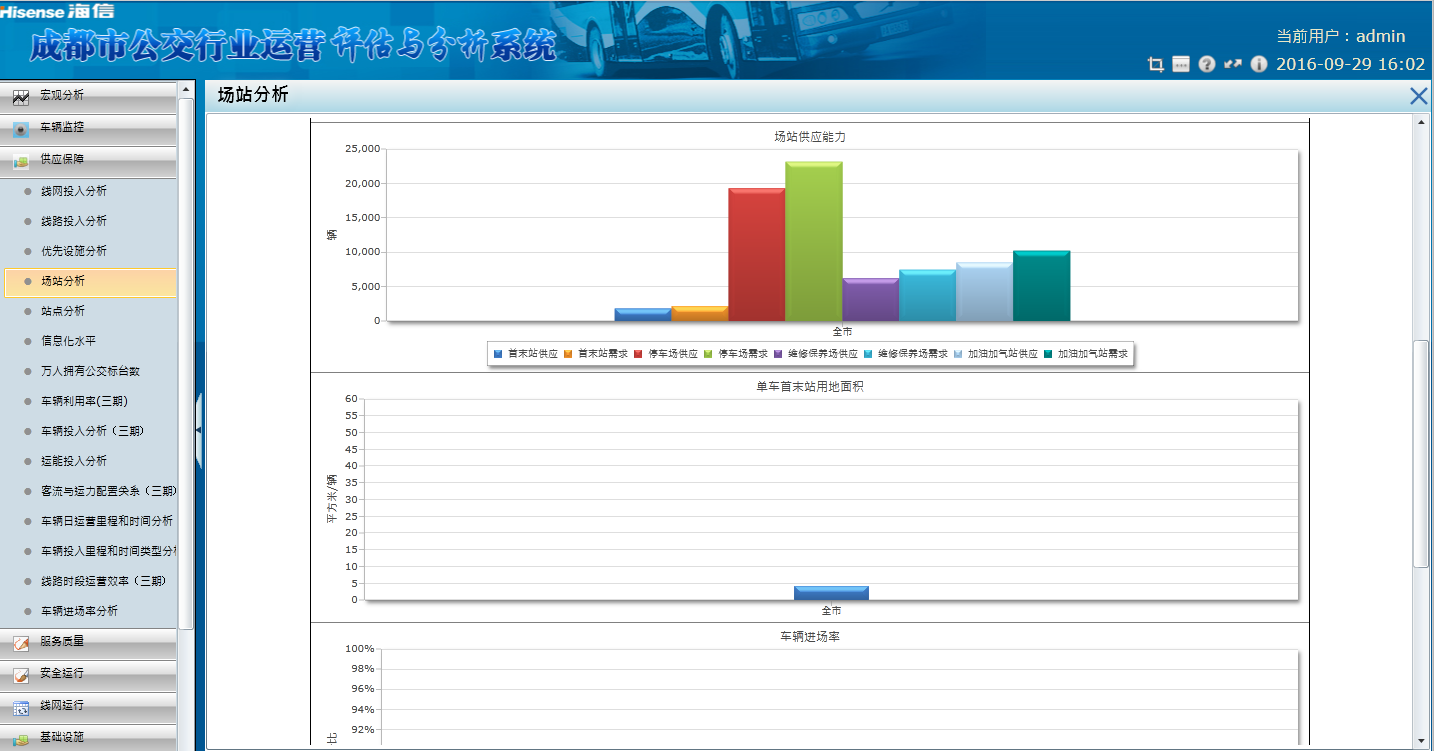 Hisense 海信
成都市公交行业运营评估与分析系统
当前用户：admin
2016-09-29 16:02
宏观分析
车辆监控
供应保障
线网投入分析
线路投入分析
优先设施分析
场站分析
站点分析
信息化水平
万人拥有公交标台数
车辆利用率(三期)
车辆投入分析（三期）
运能投入分析
客流与运力配置关系（三期）
车辆日运营里程和时间分析
车辆投入里程和时间类型分析
线路时段运营效率（三期）
车辆进场率分析
服务质量
安全运行
线网运行
基础设施
场站分析
场站供应能力
25,000
20,000
15,000
10,000
5,000
0
辆
全市
首末站供应 首末站需求 停车场供应 停车场需求 维修保养场供应 维修保养场需求 加油加气站供应 加油加气站需求
单车首末站用地面积
60
55
50
45
40
35
30
25
20
15
10
5
0
平方米/辆
全市
车辆进场率
100%
98%
96%
94%
92%
比